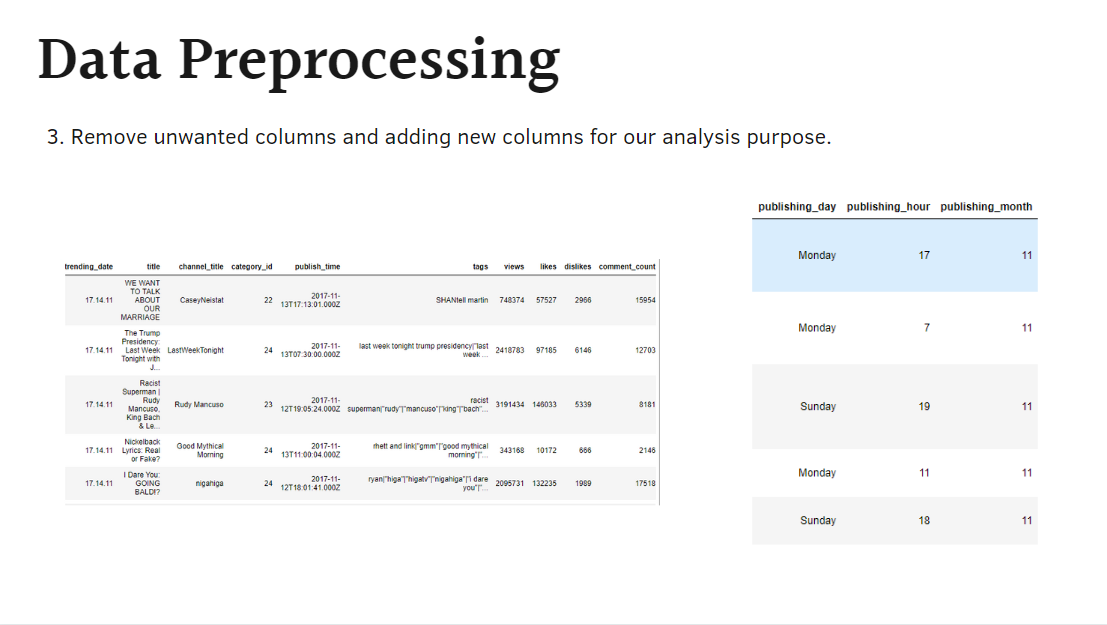 Data Preprocessing
3. Remove unwanted columns and adding new columns for our analysis purpose.
trending_date title channel_title category_id publish_time tags views likes dislikes comment_count
17.14.11 WE WANT TO TALK ABOUT OUR MARRIAGE CaseyNeistat 22 2017-11-13T17:13:01.000Z SHANtell martin 748374 57527 2966 15954
17.14.11 The Trump Presidency: Last Week Tonight with J... LastWeekTonight 24 2017-11-13T07:30:00.000Z last week tonight trump presidency|"last week ... 2418783 97185 6146 12703
17.14.11 Racist Superman | Rudy Mancuso, King Bach & Le... Rudy Mancuso 23 2017-11-12T19:05:24.000Z racist superman|"rudy"|"mancuso"|"king"|"bach"... 3191434 146033 5339 8181
17.14.11 Nickelback Lyrics: Real or Fake? Good Mythical Morning 24 2017-11-13T11:00:04.000Z rhett and link|"gmm"|"good mythical morning"|"... 343168 10172 666 2146
17.14.11 I Dare You: GOING BALD!? nigahiga 24 2017-11-12T18:01:41.000Z ryan|"higa"|"higatv"|"nigahiga"|"i dare you"|"... 2095731 132235 1989 17518
publishing_day publishing_hour publishing_month
Monday 17 11
Monday 7 11
Sunday 19 11
Monday 11 11
Sunday 18 11